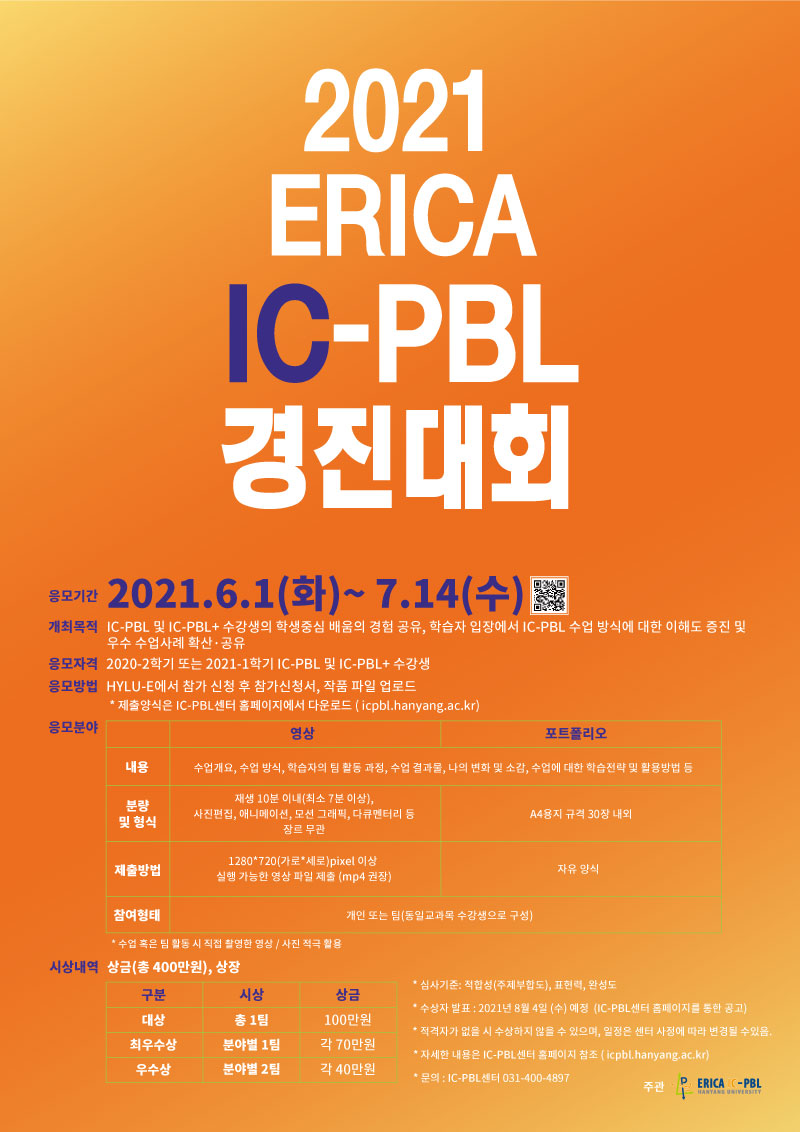 2021
ERICA
IC-PBL
경진대회
응모기간 2021.6.1(화)~ 7.14(수)
개최목적 IC-PBL 및 IC-PBL+ 수강생의 학생중심 배움의 경험 공유, 학습자 입장에서 IC-PBL 수업 방식에 대한 이해도 증진 및
우수 수업사례 확산·공유
응모자격 2020-2학기 또는 2021-1학기 IC-PBL 및 IC-PBL+ 수강생
응모방법 HYLU-E에서 참가 신청 후 참가신청서, 작품 파일 업로드
* 제출양식은 IC-PBL센터 홈페이지에서 다운로드 ( icpbl.hanyang.ac.kr)
응모분야
영상 포트폴리오
내용 수업개요, 수업 방식, 학습자의 팀 활동 과정, 수업 결과물, 나의 변화 및 소감, 수업에 대한 학습전략 및 활용방법 등
분량
및 형식
재생 10분 이내(최소 7분 이상),
사진편집, 애니메이션, 모션 그래픽, 다큐멘터리 등
장르 무관
A4용지 규격 30장 내외
제출방법
1280*720(가로*세로)pixel 이상
실행 가능한 영상 파일 제출 (mp4 권장)
자유 양식
참여형태 개인 또는 팀(동일교과목 수강생으로 구성)
* 수업 혹은 팀 활동 시 직접 촬영한 영상 / 사진 적극 활용
시상내역 상금(총 400만원), 상장
구분 시상 상금
대상 총 1팀 100만원
최우수상 분야별 1팀 각 70만원
우수상 분야별 2팀 각 40만원
* 심사기준: 적합성(주제부합도), 표현력, 완성도
* 수상자 발표 : 2021년 8월 4일 (수) 예정 (IC-PBL센터 홈페이지를 통한 공고)
* 적격자가 없을 시 수상하지 않을 수 있으며, 일정은 센터 사정에 따라 변경될 수있음.
* 자세한 내용은 IC-PBL센터 홈페이지 참조 ( icpbl.hanyang.ac.kr)
* 문의 : IC-PBL센터 031-400-4897
주관 ERICA IC-PBL
HANYANG UNIVERSITY